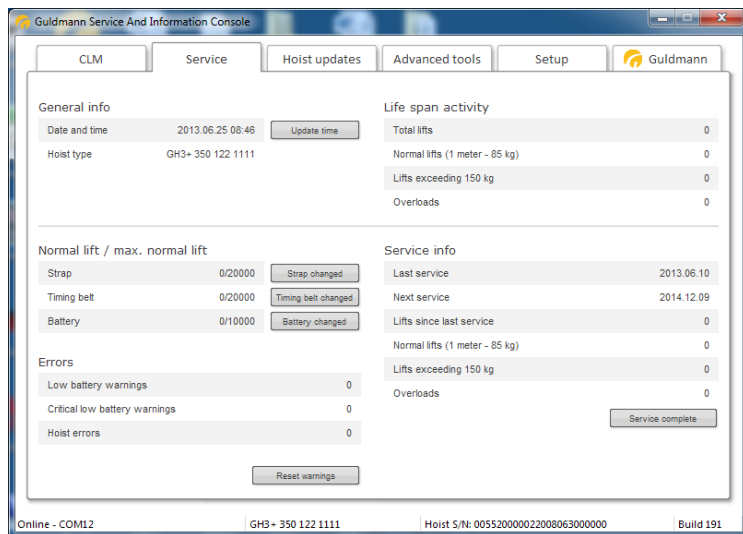 Guldmann Service And Information Console
CLM
Service
Hoist updates
Advanced tools
Setup
Guldmann
General info
Date and time 2013.06.25 08:46 Update time
Hoist type GH3+ 350 122 1111
Life span activity
Total lifts 0
Normal lifts (1 meter - 85 kg) 0
Lifts exceeding 150 kg 0
Overloads 0
Normal lift / max. normal lift
Strap 0/20000 Strap changed
Timing belt 0/20000 Timing belt changed
Battery 0/10000 Battery changed
Errors
Low battery warnings 0
Critical low battery warnings 0
Hoist errors 0
Reset warnings
Service info
Last service 2013.06.10
Next service 2014.12.09
Lifts since last service 0
Normal lifts (1 meter - 85 kg) 0
Lifts exceeding 150 kg 0
Overloads 0
Service complete
Online - COM12 GH3+ 350 122 1111 Hoist S/N: 0055200000022008063000000 Build 191